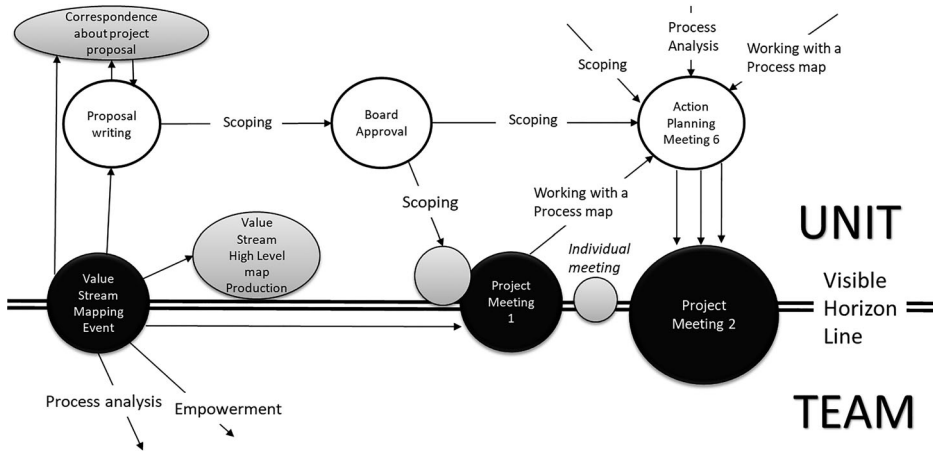 Correspondence
about project
proposal
Process
Analysis
Working with a
Process map
Scoping
Proposal
writing
Scoping
Board
Approval
Scoping
Action
Planning
Meeting 6
Working with a
Process map
Scoping
UNIT
Value
Stream
High Level
map
Production
Individual
meeting
Value
Stream
Mapping
Event
Project
Meeting
1
Project
Meeting 2
Visible
Horizon
Line
Process analysis
Empowerment
TEAM